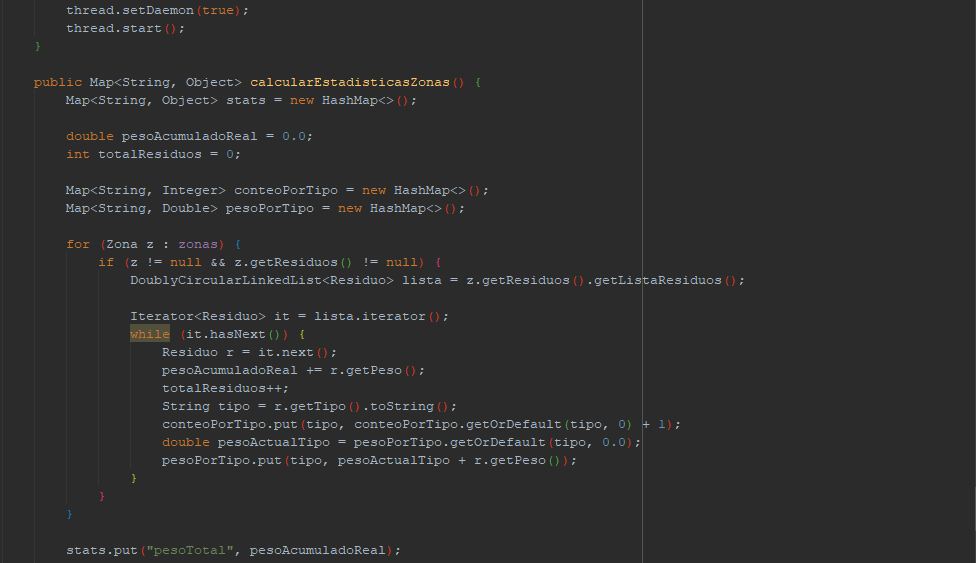 thread.setDaemon(true);
thread.start();
}
public Map<String, Object> calcularEstadisticasZonas() {
Map<String, Object> stats = new HashMap<>();
double pesoAcumuladoReal = 0.0;
int totalResiduos = 0;
Map<String, Integer> conteoPorTipo = new HashMap<>();
Map<String, Double> pesoPorTipo = new HashMap<>();
for (Zona z : zonas) {
if (z != null && z.getResiduos() != null) {
DoublyCircularLinkedList<Residuo> lista = z.getResiduos().getListaResiduos();
Iterator<Residuo> it = lista.iterator();
while (it.hasNext()) {
Residuo r = it.next();
pesoAcumuladoReal += r.getPeso();
totalResiduos++;
String tipo = r.getTipo().toString();
conteoPorTipo.put(tipo, conteoPorTipo.getOrDefault(tipo, 0) + 1);
double pesoActualTipo = pesoPorTipo.getOrDefault(tipo, 0.0);
pesoPorTipo.put(tipo, pesoActualTipo + r.getPeso());
}
}
}
stats.put("pesoTotal", pesoAcumuladoReal);